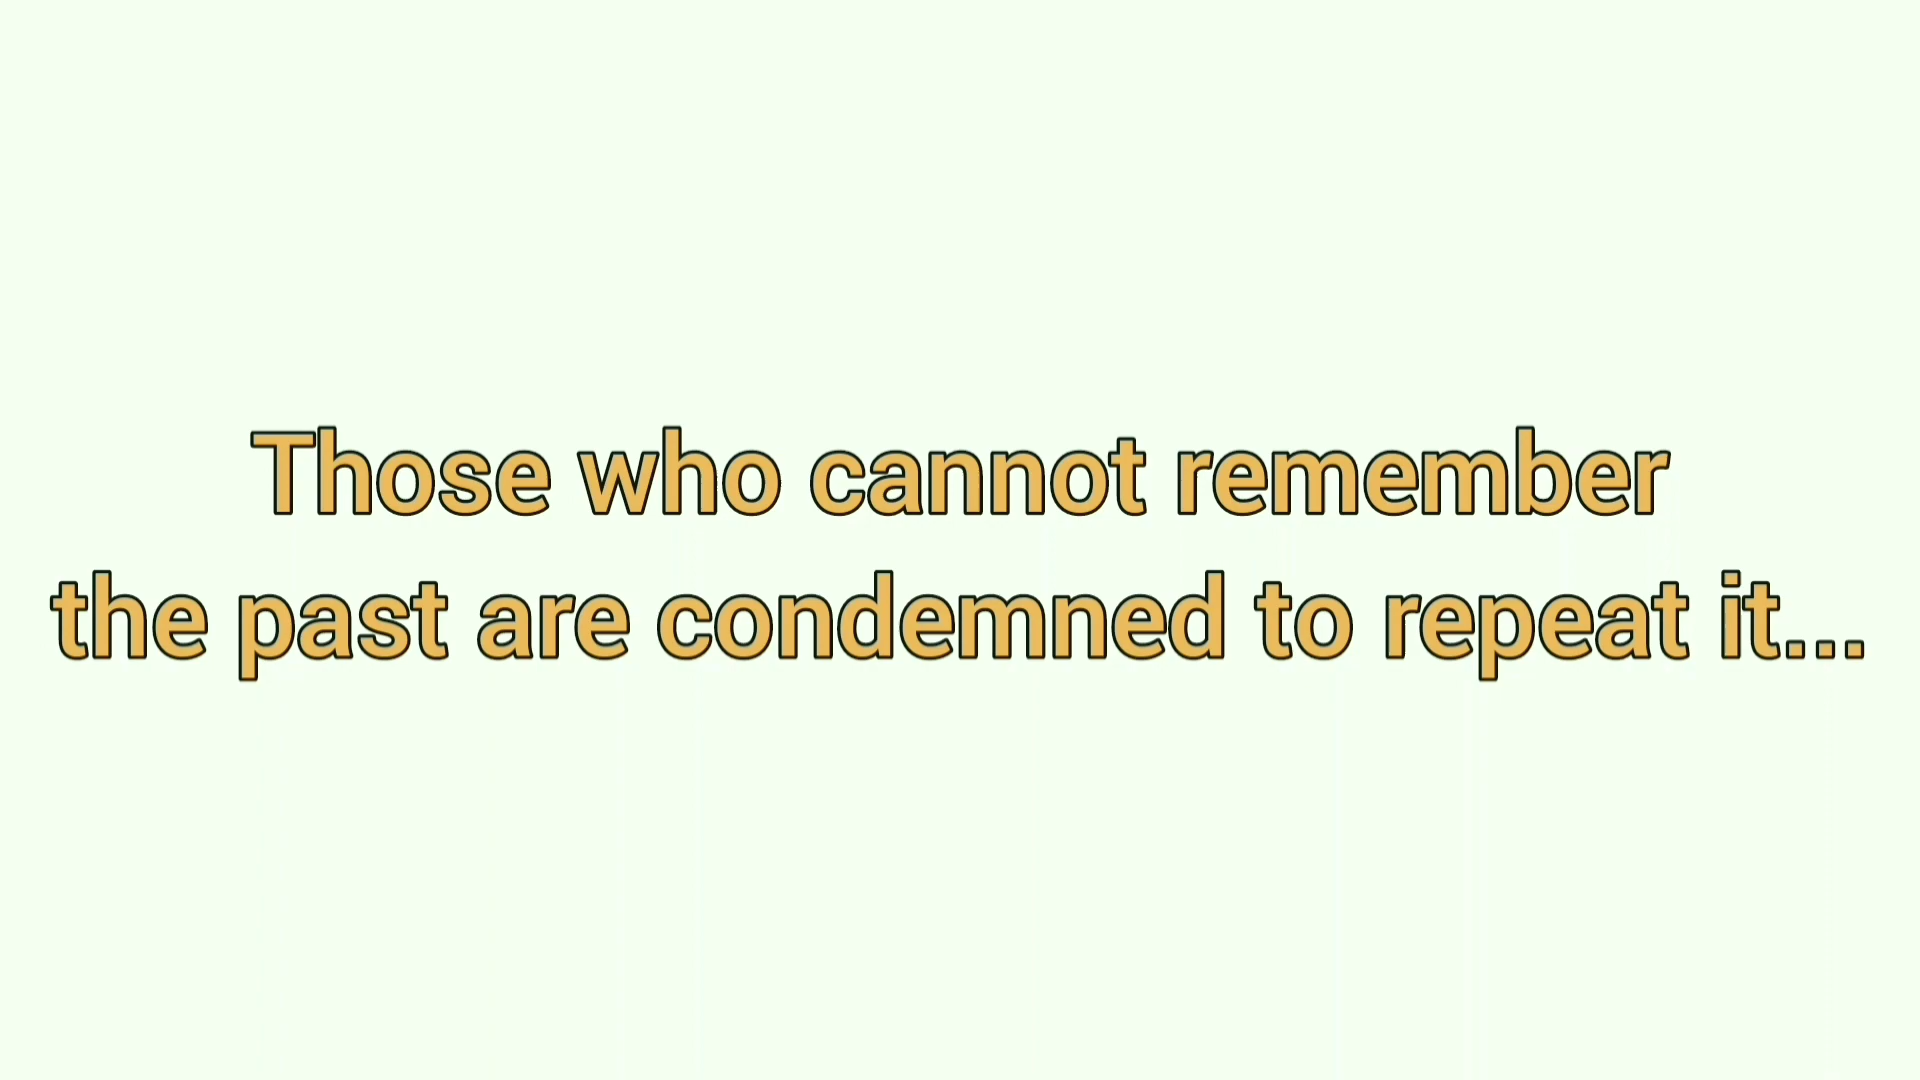 Those who cannot remember
the past are condemned to repeat it...